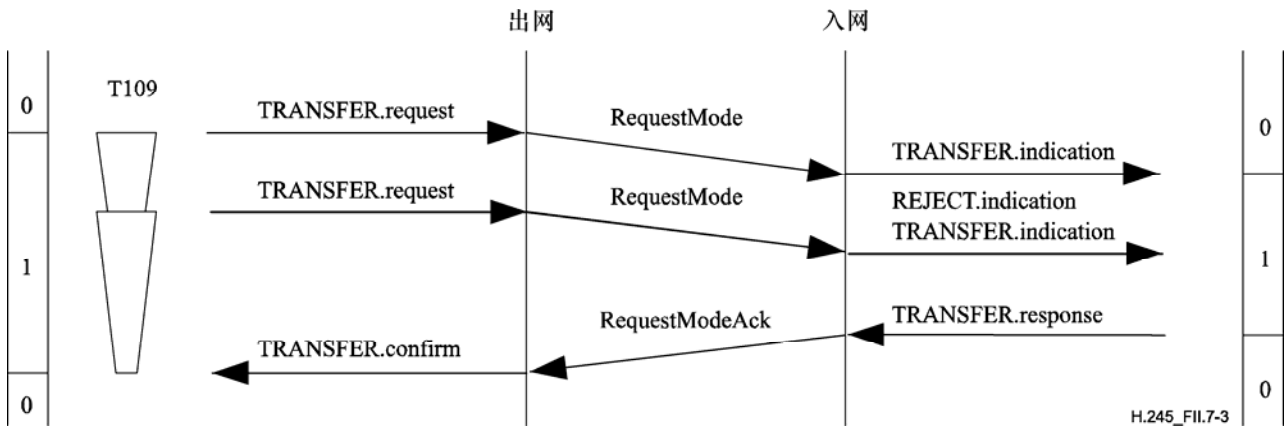 出网
入网
T109
0
TRANSFER.request
RequestMode
0
TRANSFER.indication
TRANSFER.request
RequestMode
REJECT.indication
TRANSFER.indication
1
1
RequestModeAck
TRANSFER.response
TRANSFER.confirm
0
0
H.245_FII.7-3